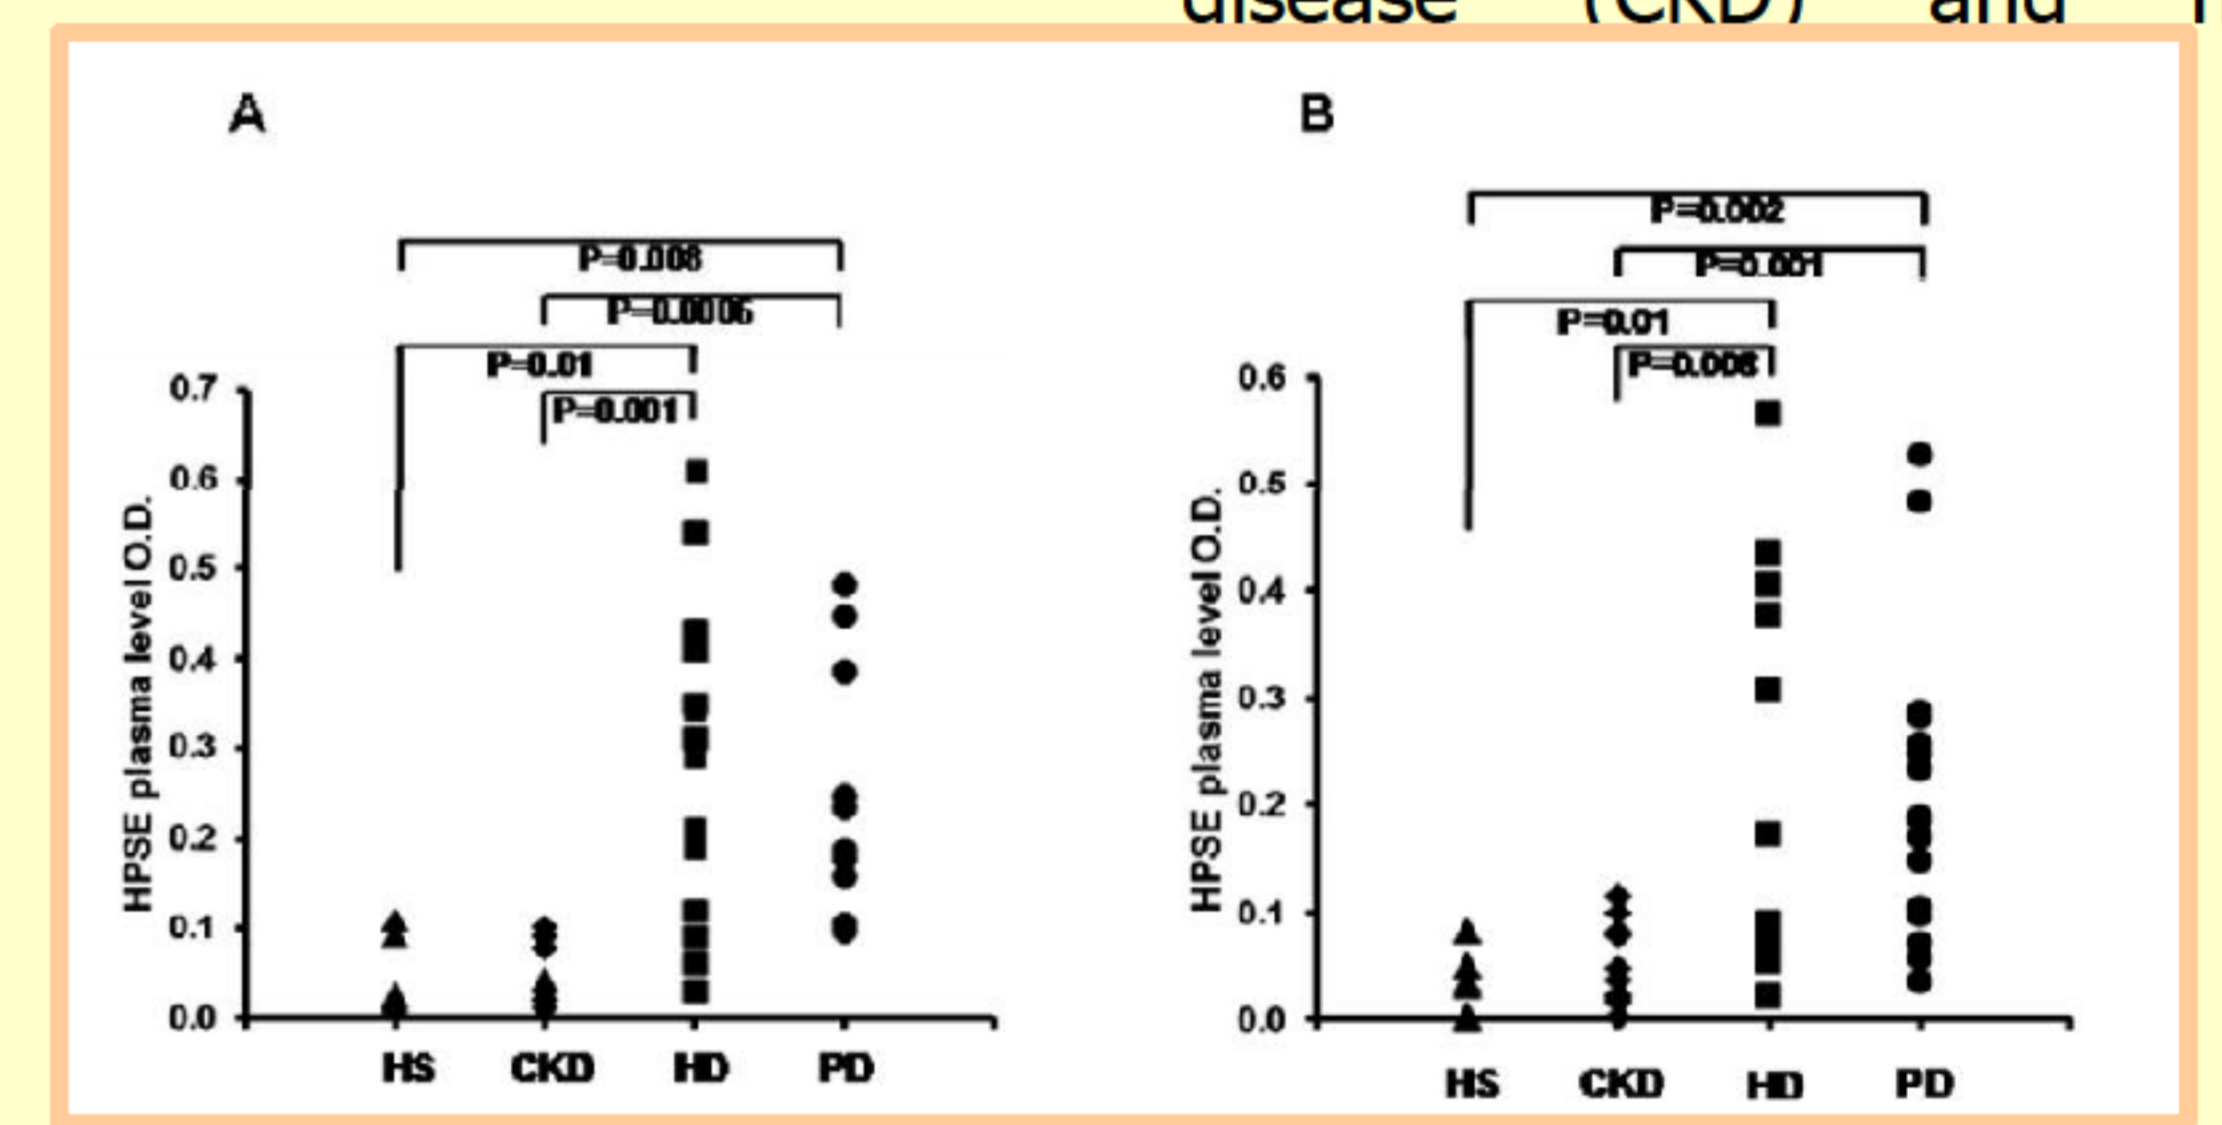 disease (CKD) and
A
P=0.008
P=0.0006
P=0.01
P=0.001
0.7
0.6
0.5
0.4
0.3
0.2
0.1
0.0
HPSE plasma level O.D.
HS CKD HD PD
B
P=0.002
P=0.001
P=0.01
P=0.008
0.6
0.5
0.4
0.3
0.2
0.1
0.0
HPSE plasma level O.D.
HS CKD HD PD